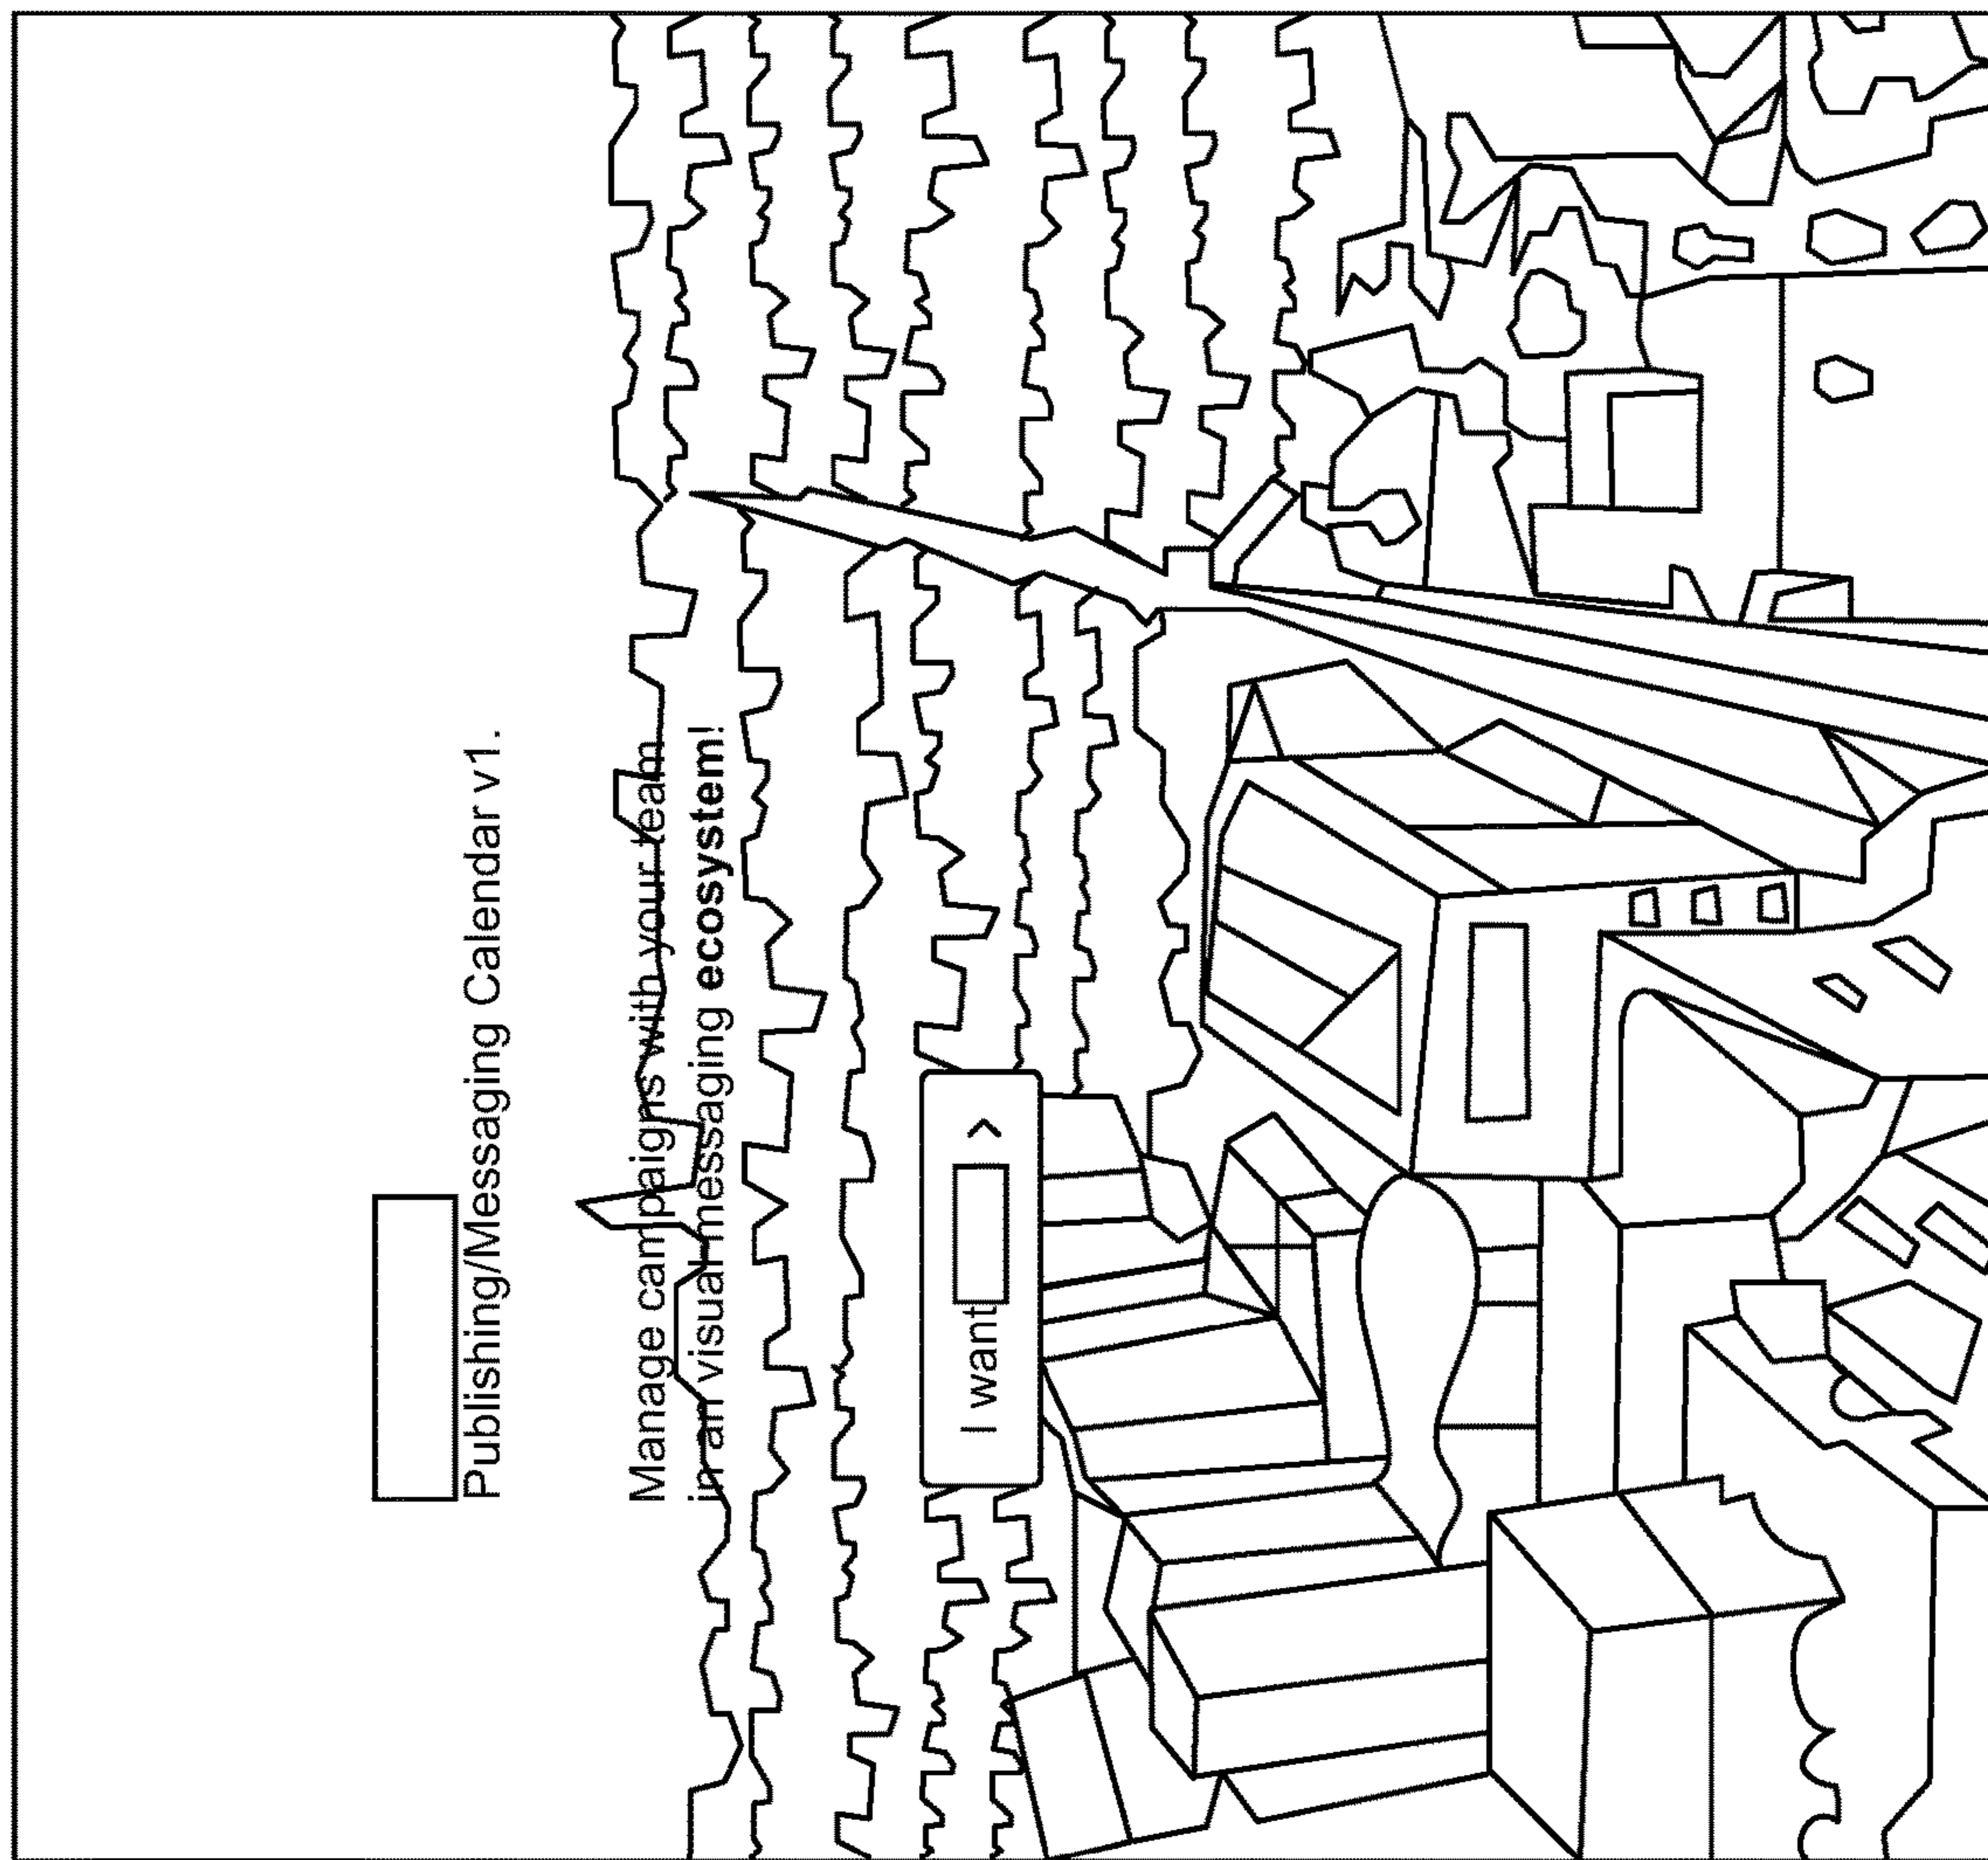 Publishing/Messaging Calendar v1.
Manage campaigns with your team
in an visual messaging ecosystem!
I want >